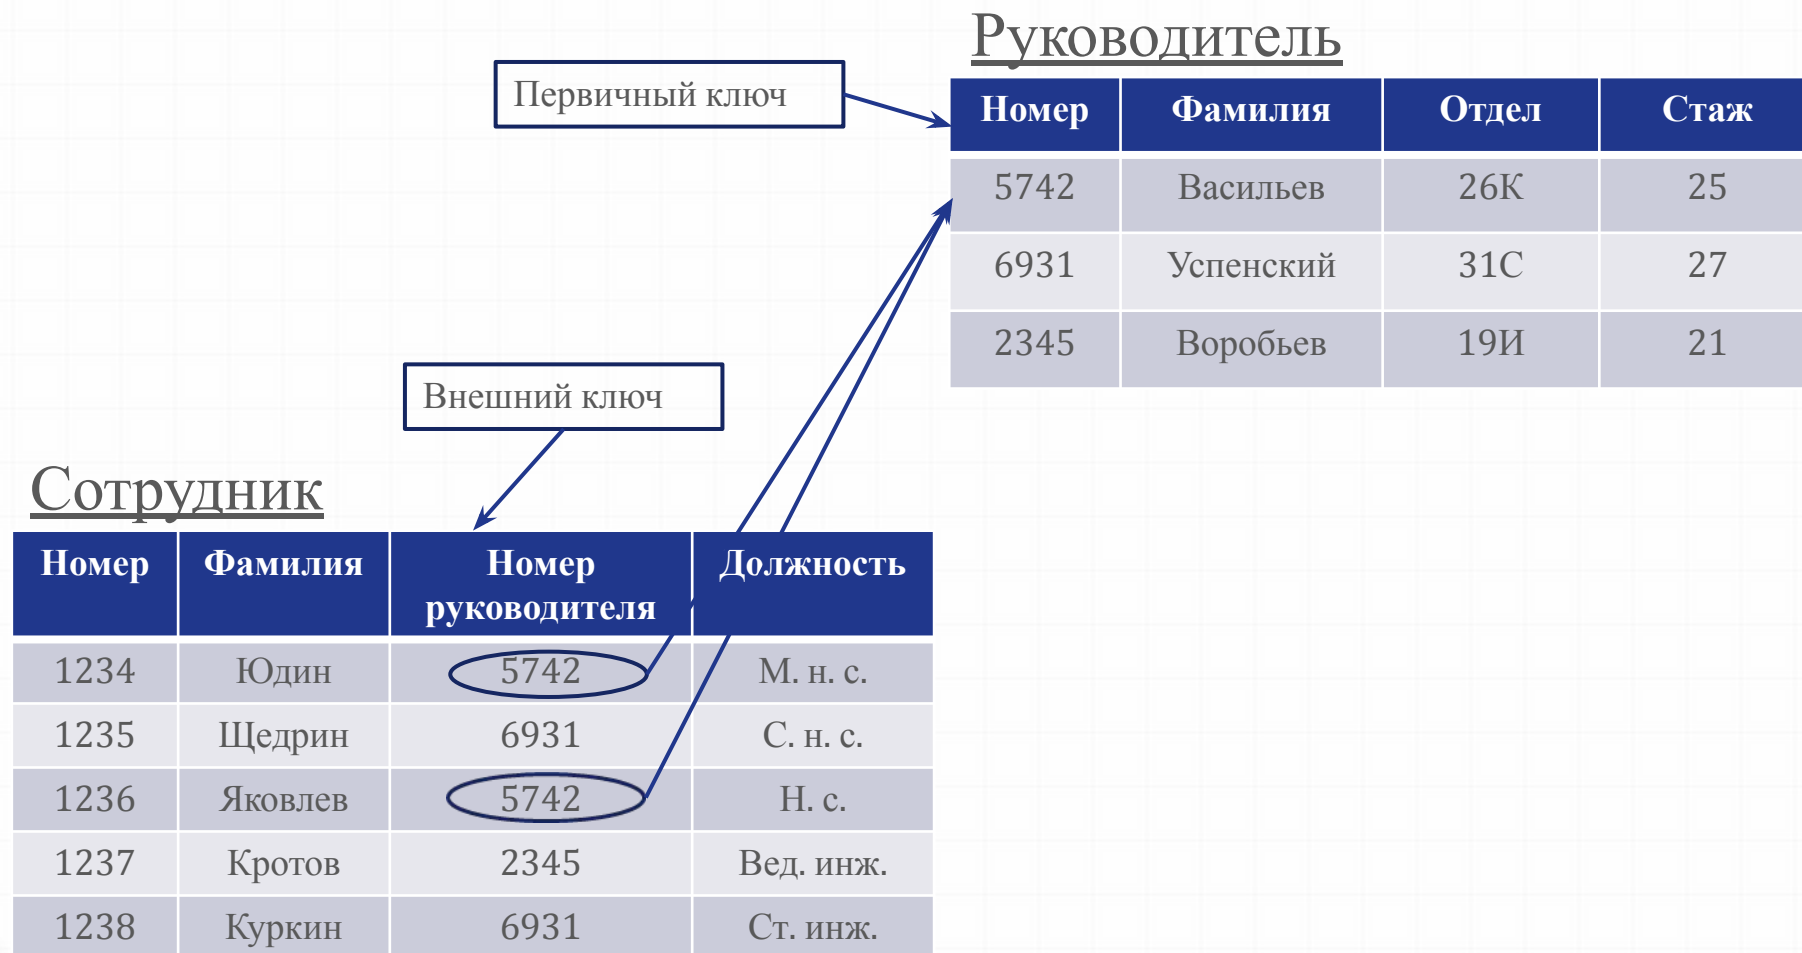 Руководитель
Первичный ключ
Номер Фамилия Отдел Стаж
5742 Васильев 26К 25
6931 Успенский 31С 27
2345 Воробьев 19И 21
Внешний ключ
Сотрудник
Номер Фамилия Номер Должность
руководителя
1234 Юдин 5742 М. н. с.
1235 Щедрин 6931 С. н. с.
1236 Яковлев 5742 Н. с.
1237 Кротов 2345 Вед. инж.
1238 Куркин 6931 Ст. инж.